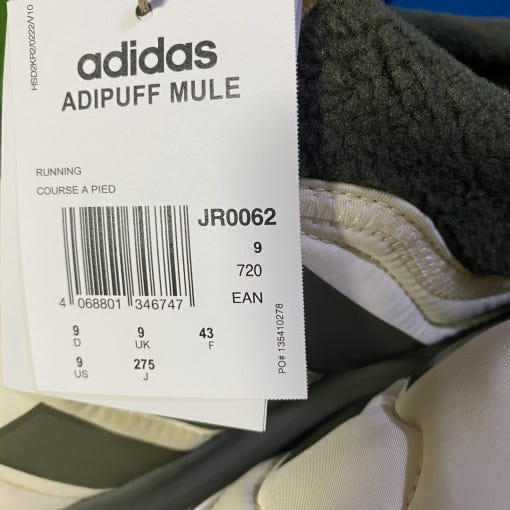 adidas
ADIPUFF MULE
HSD2KR2/0222/V10
RUNNING
COURSE A PIED
JR0062
9
720
EAN
4 068801 346747
9 9 43
D UK F
9 275
US J
PO# 135410278